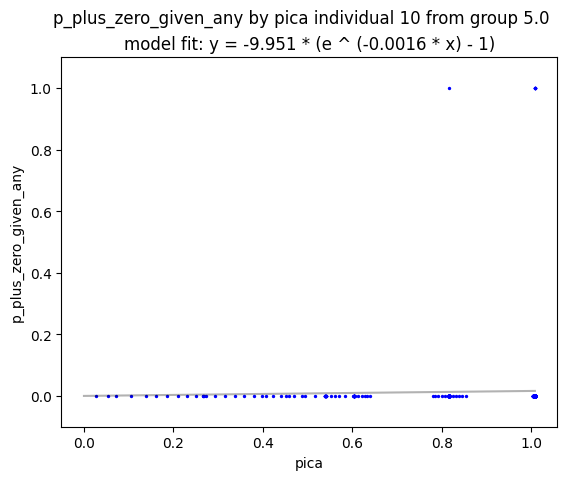 p_plus_zero_given_any by pica individual 10 from group 5.0
model fit: y = -9.951 * (e ^ (-0.0016 * x) - 1)
1.0
0.8
0.6
0.4
0.2
0.0
p_plus_zero_given_any
0.0 0.2 0.4 0.6 0.8 1.0
pica